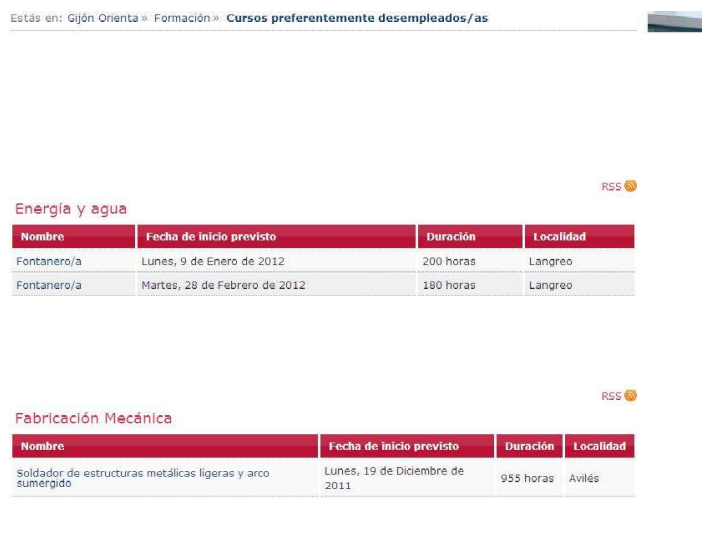 Estás en: Gijón Orienta » Formación » Cursos preferentemente desempleados/as
RSS
Energía y agua
Nombre Fecha de inicio previsto Duración Localidad
Fontanero/a Lunes, 9 de Enero de 2012 200 horas Langreo
Fontanero/a Martes, 28 de Febrero de 2012 180 horas Langreo
RSS
Fabricación Mecánica
Nombre Fecha de inicio previsto Duración Localidad
Soldador de estructuras metálicas ligeras y arco
sumergido
Lunes, 19 de Diciembre de
2011
955 horas Avilés